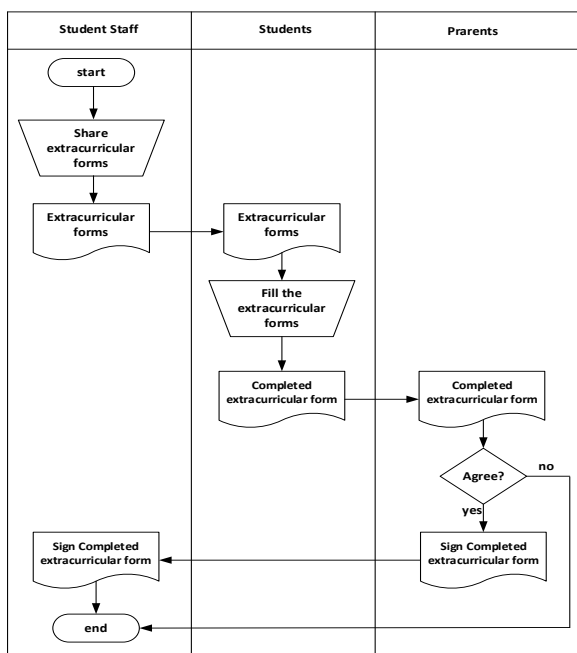 Student Staff
Students
Prarents
start
Share
extracurricular
forms
Extracurricular
forms
Extracurricular
forms
Fill the
extracurricular
forms
Completed
extracurricular form
Completed
extracurricular form
Agree?
no
yes
Sign Completed
extracurricular form
Sign Completed
extracurricular form
end